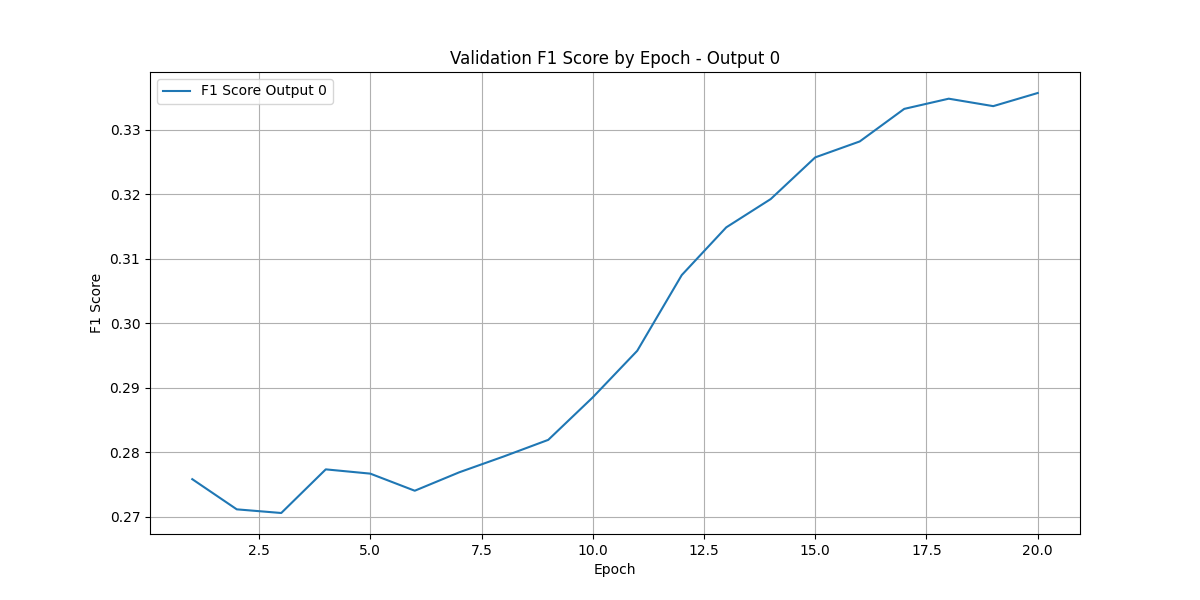 Validation F1 Score by Epoch - Output 0
F1 Score Output 0
F1 Score
0.33
0.32
0.31
0.30
0.29
0.28
0.27
2.5 5.0 7.5 10.0 12.5 15.0 17.5 20.0
Epoch